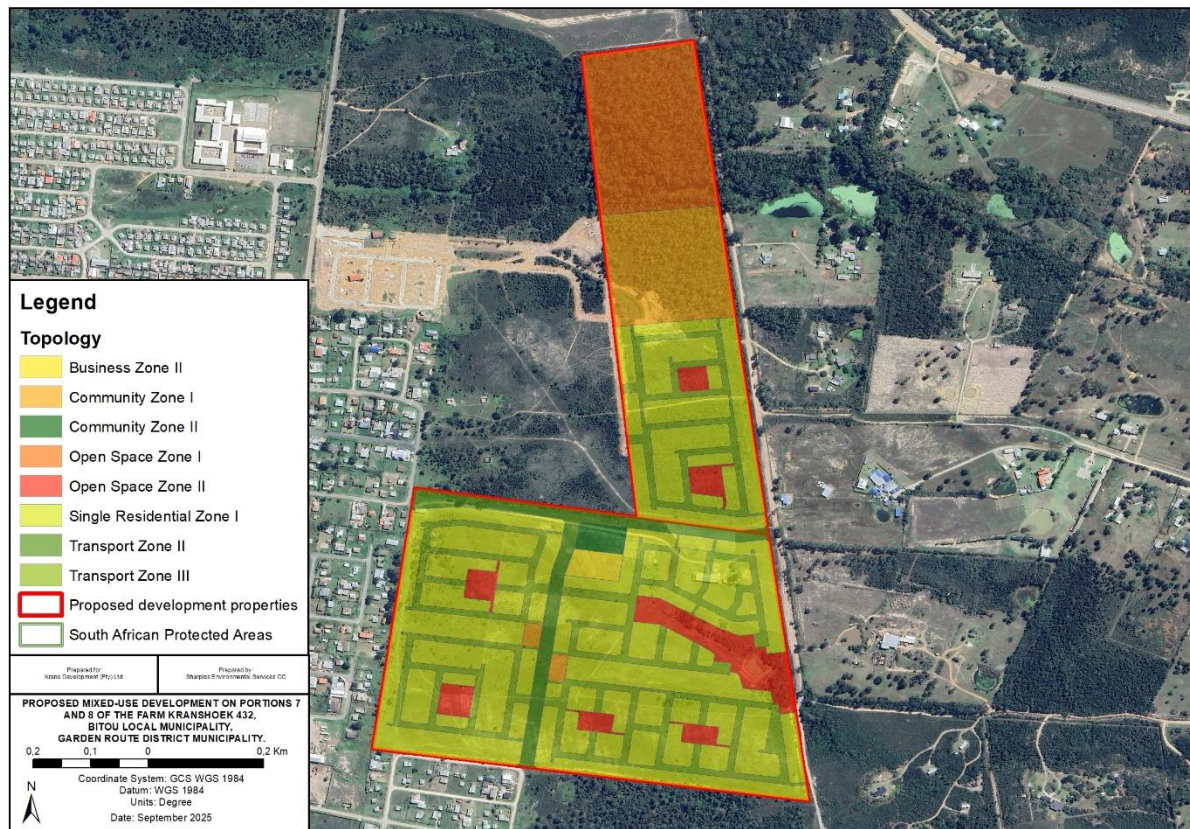 Legend
Topology
Business Zone II
Community Zone I
Community Zone II
Open Space Zone I
Open Space Zone II
Single Residential Zone I
Transport Zone II
Transport Zone III
Proposed development properties
South African Protected Areas
Prepared for:
Krans Development (Pty) Ltd
Prepared by:
Sharples Environmental Services CC
PROPOSED MIXED-USE DEVELOPMENT ON PORTIONS 7
AND 8 OF THE FARM KRANSHOEK 432,
BITOU LOCAL MUNICIPALITY,
GARDEN ROUTE DISTRICT MUNICIPALITY.
0,2 0,1 0 0,2 Km
N
Coordinate System: GCS WGS 1984
Datum: WGS 1984
Units: Degree
Date: September 2025